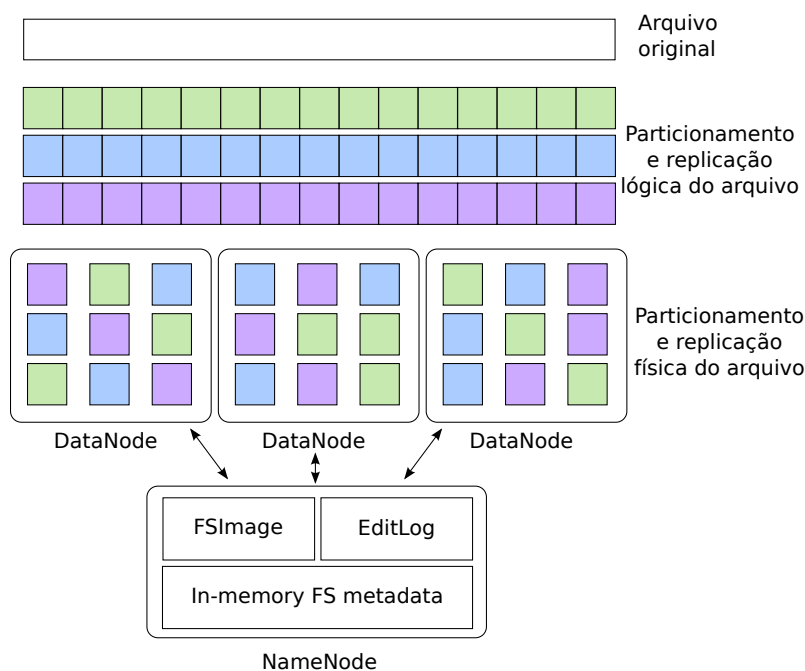 Arquivo
original
Particionamento
e replicação
lógica do arquivo
Particionamento
e replicação
física do arquivo
DataNode
DataNode
DataNode
FSImage
EditLog
In-memory FS metadata
NameNode